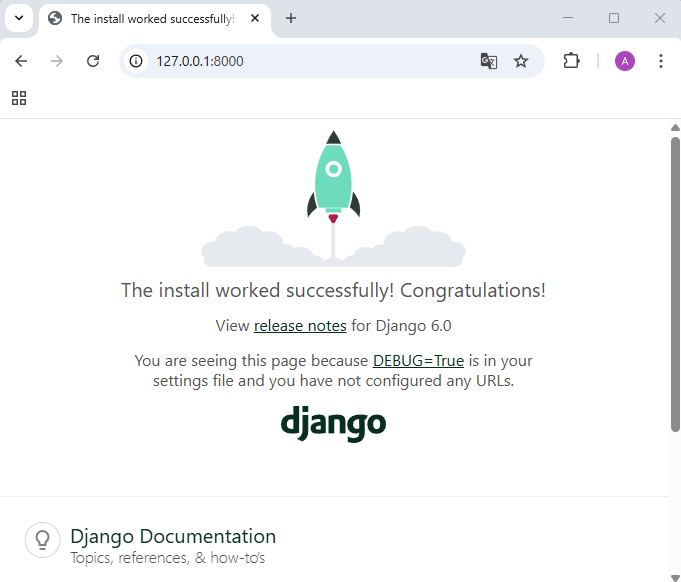 The install worked successfully!
127.0.0.1:8000
A
The install worked successfully! Congratulations!
View release notes for Django 6.0
You are seeing this page because DEBUG=True is in your
settings file and you have not configured any URLs.
django
Django Documentation
Topics, references, & how-to's